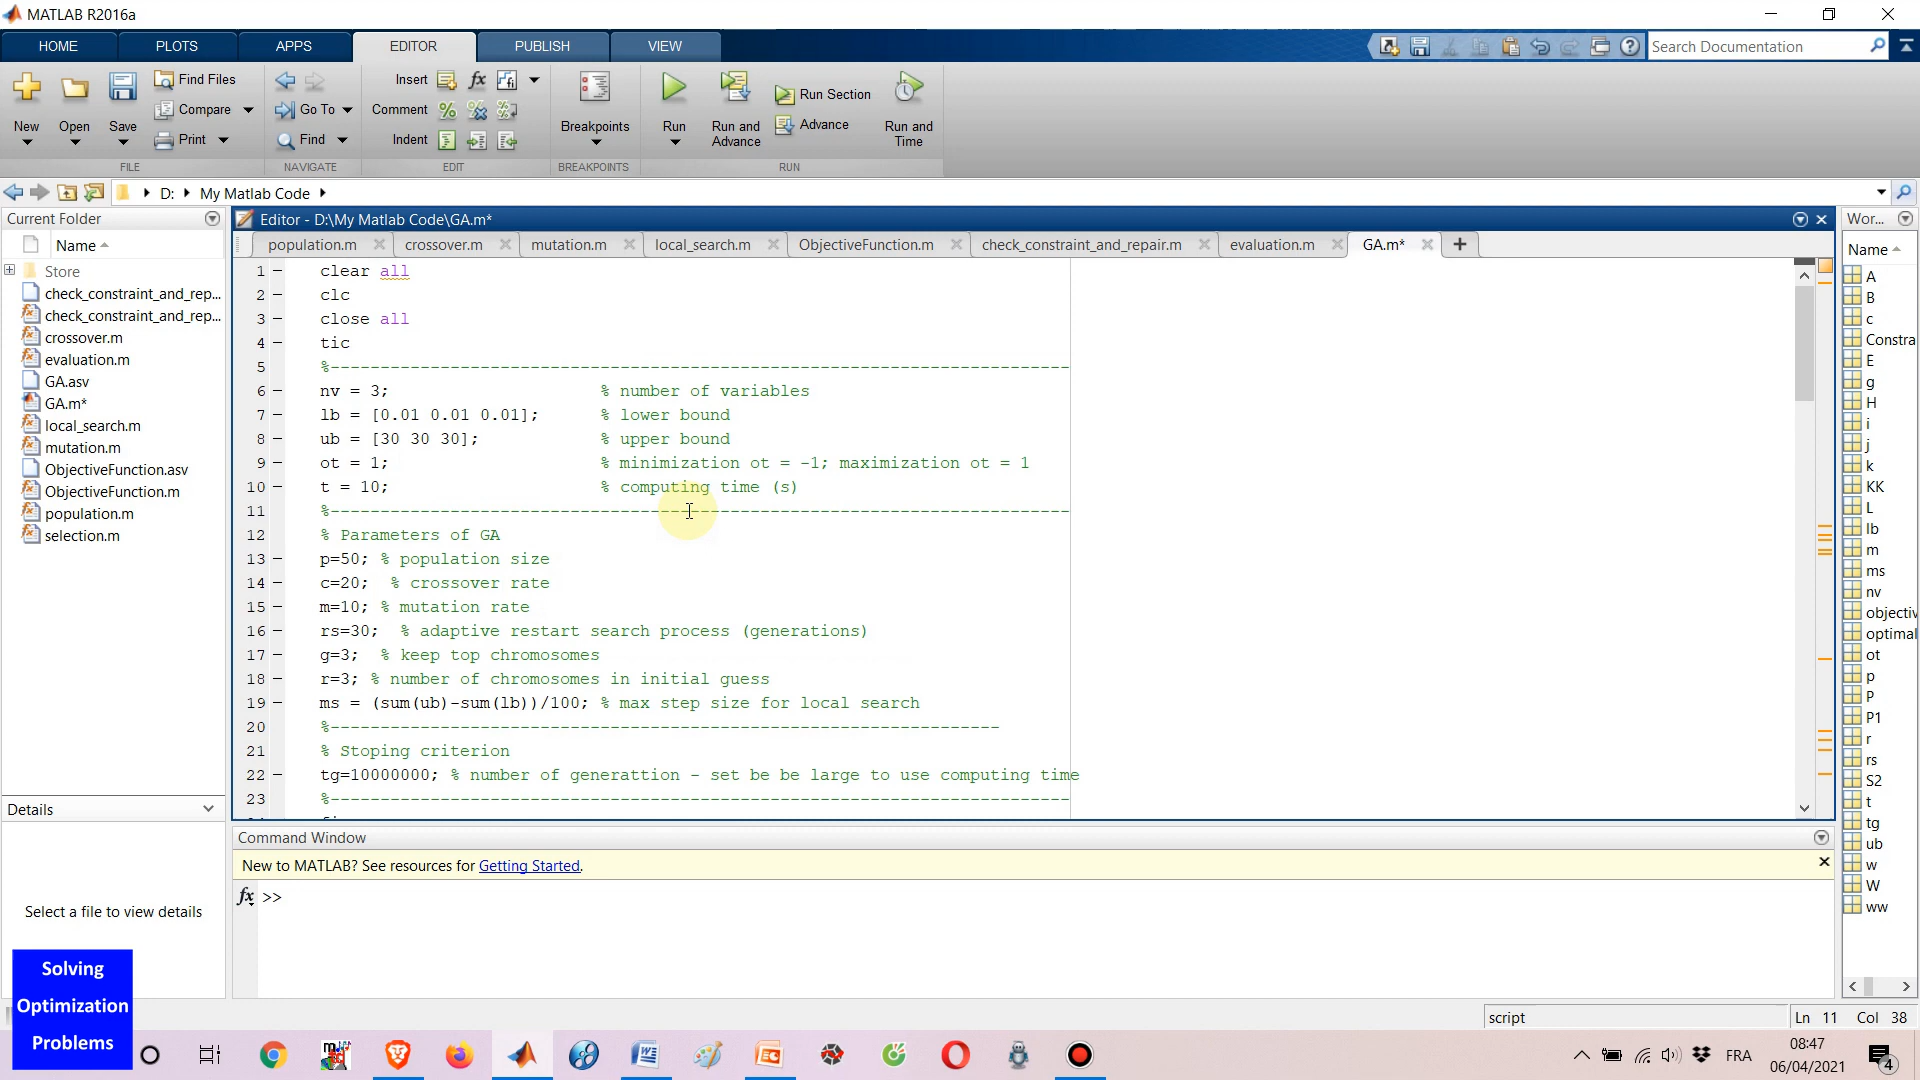 MATLAB R2016a
HOME PLOTS APPS EDITOR PUBLISH VIEW
Search Documentation
New
Open
Save
Find Files
Compare
Print
FILE
Go To
Find
NAVIGATE
Insert
Comment
Indent
EDIT
Breakpoints
BREAKPOINTS
Run
Run and Advance
Run Section
Advance
Run and Time
RUN
D: My Matlab Code
Current Folder
Name
Store
check_constraint_and_rep...
check_constraint_and_rep...
crossover.m
evaluation.m
GA.asv
GA.m*
local_search.m
mutation.m
ObjectiveFunction.asv
ObjectiveFunction.m
population.m
selection.m
Details
Select a file to view details
Editor - D:\My Matlab Code\GA.m*
population.m crossover.m mutation.m local_search.m ObjectiveFunction.m check_constraint_and_repair.m evaluation.m GA.m*
1 clear all
2 clc
3 close all
4 tic
5 %--------------------------------------------------------------------------
6 nv = 3; % number of variables
7 lb = [0.01 0.01 0.01]; % lower bound
8 ub = [30 30 30]; % upper bound
9 ot = 1; % minimization ot = -1; maximization ot = 1
10 t = 10; % computing time (s)
11 %--------------------------------------------------------------------------
12 % Parameters of GA
13 p=50; % population size
14 c=20; % crossover rate
15 m=10; % mutation rate
16 rs=30; % adaptive restart search process (generations)
17 g=3; % keep top chromosomes
18 r=3; % number of chromosomes in initial guess
19 ms = (sum(ub)-sum(lb))/100; % max step size for local search
20 %-------------------------------------------------------------------
21 % Stoping criterion
22 tg=10000000; % number of generattion - set be be large to use computing time
23 %--------------------------------------------------------------------------
Command Window
New to MATLAB? See resources for Getting Started.
fx >>
Wor...
Name
A
B
c
Constra
E
g
H
i
j
k
KK
L
lb
m
ms
nv
objectiv
optimal
ot
p
P
P1
r
rs
S2
t
tg
ub
w
W
ww
script
Ln 11 Col 38
Solving
Optimization
Problems
FRA
08:47
06/04/2021
4